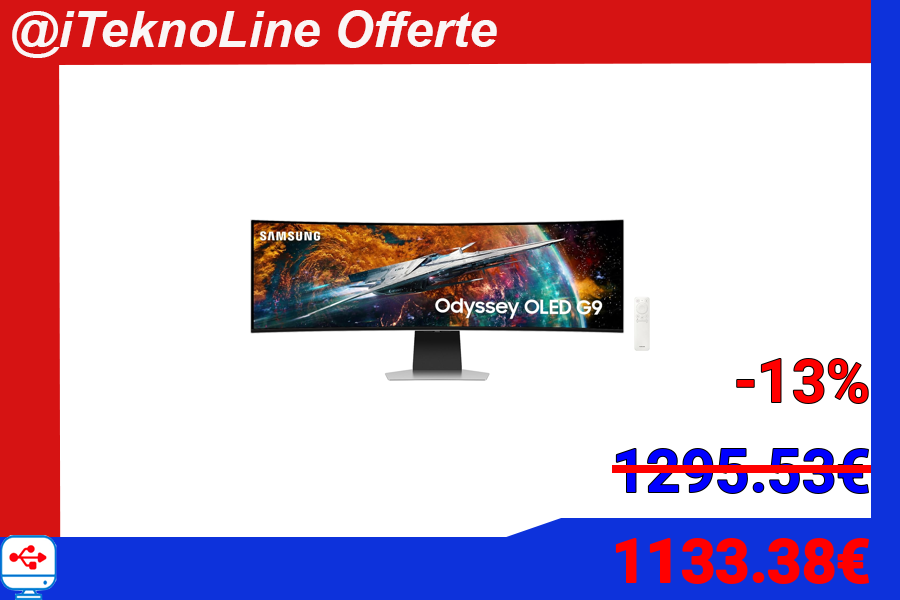 @iTeknoLine Offerte
SAMSUNG
Odyssey OLED G9
-13%
1295.53€
1133.38€